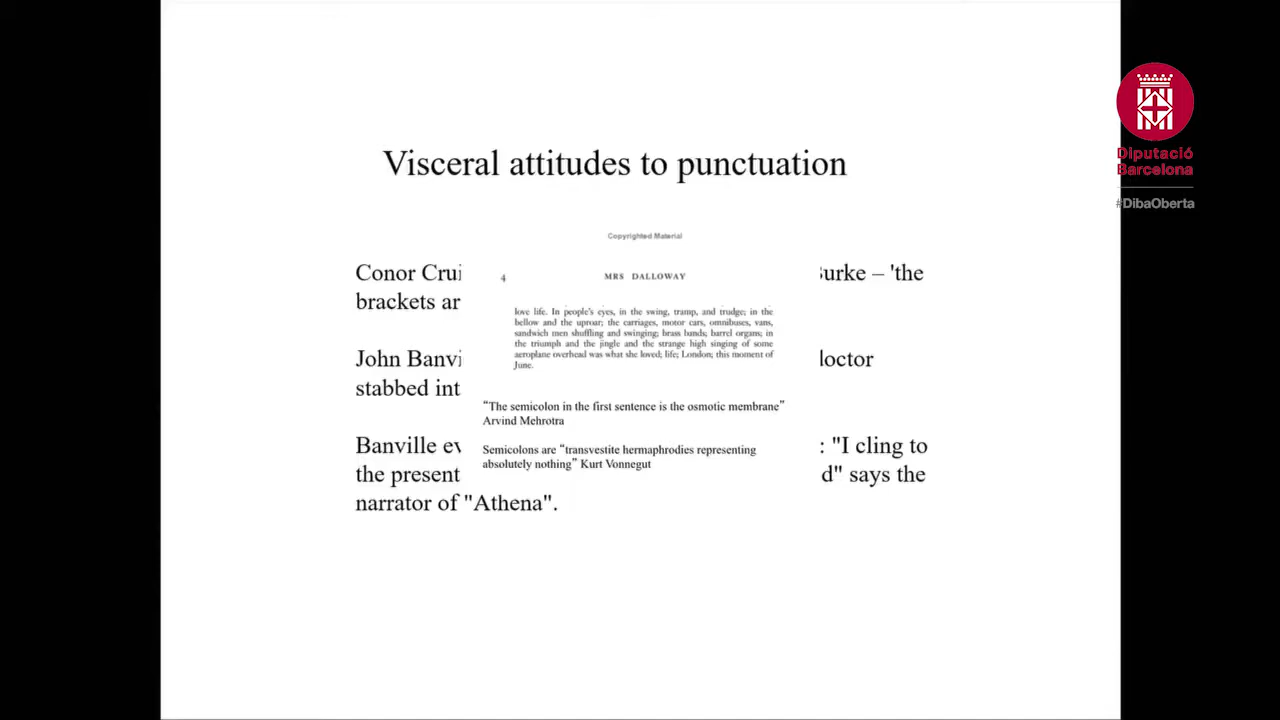 Visceral attitudes to punctuation
Copyrighted Material
Conor Crui
4
MRS DALLOWAY
Burke – 'the
brackets ar
love life. In people's eyes, in the swing, tramp, and trudge; in the
bellow and the uproar; the carriages, motor cars, omnibuses, vans,
sandwich men shuffling and swinging; brass bands; barrel organs; in
the triumph and the jingle and the strange high singing of some
aeroplane overhead was what she loved; life; London; this moment of
June.
John Banvi
loctor
stabbed int
"The semicolon in the first sentence is the osmotic membrane"
Arvind Mehrotra
Banville ev
Semicolons are "transvestite hermaphrodies representing
: "I cling to
absolutely nothing" Kurt Vonnegut
the present
d" says the
narrator of "Athena".
Diputació
Barcelona
#DibaOberta